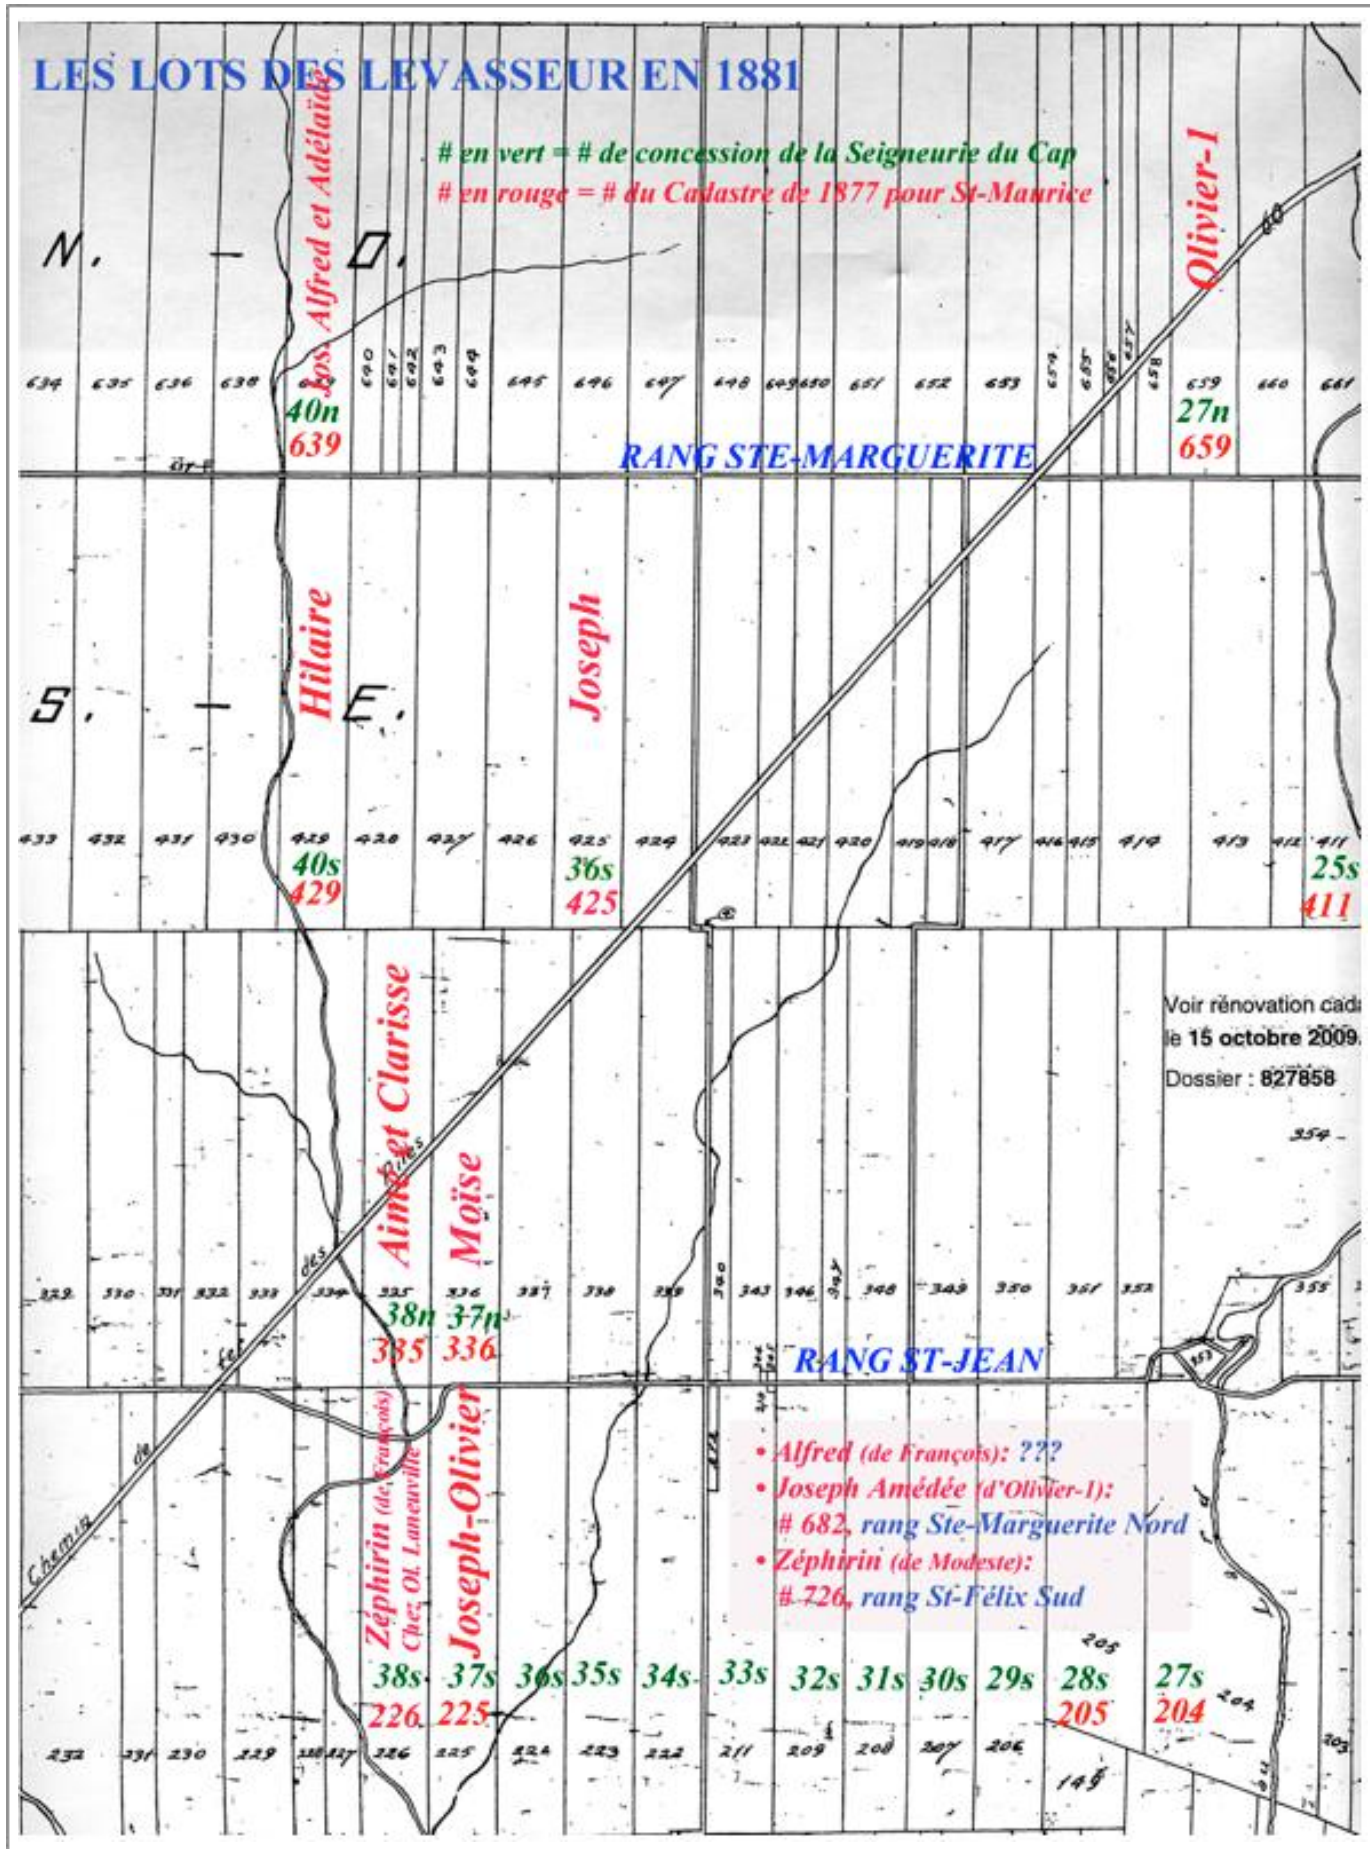 LES LOTS DES LEVASSEUR EN 1881
# en vert = # de concession de la Seigneurie du Cap
# en rouge = # du Cadastre de 1877 pour St-Maurice
Jos Alfred et Adélaïde
Olivier-1
N. - O.
60
634 635 636 638 640 641 642 643 644 645 646 647 648 649 650 651 652 653 654 655 656 657 658 659 660 661
40n
639
27n
659
RANG STE-MARGUERITE
Hilaire
Joseph
S. - E.
433 432 431 430 429 428 427 426 425 424 423 422 421 420 419 418 417 416 415 414 413 412 411
40s
429
36s
425
25s
411
Aimé et Clarisse
Moïse
Voir rénovation cada
le 15 octobre 2009.
Dossier : 827858
354
329 330 331 332 333 334 335 336 337 338 339 340 343 346 347 348 349 350 351 352 353 355
38n 37n
335 336
RANG ST-JEAN
Chemin de Fer des Piles
Zéphirin (de François)
Chez Ol. Laneuville
Joseph-Olivier
• Alfred (de François): ???
• Joseph Amédée (d'Olivier-1):
# 682, rang Ste-Marguerite Nord
• Zéphirin (de Modeste):
# 726, rang St-Félix Sud
205
38s 37s 36s 35s 34s 33s 32s 31s 30s 29s 28s 27s
226 225 205 204
204
232 231 230 229 228 227 226 225 224 223 222 211 209 208 207 206 203
149